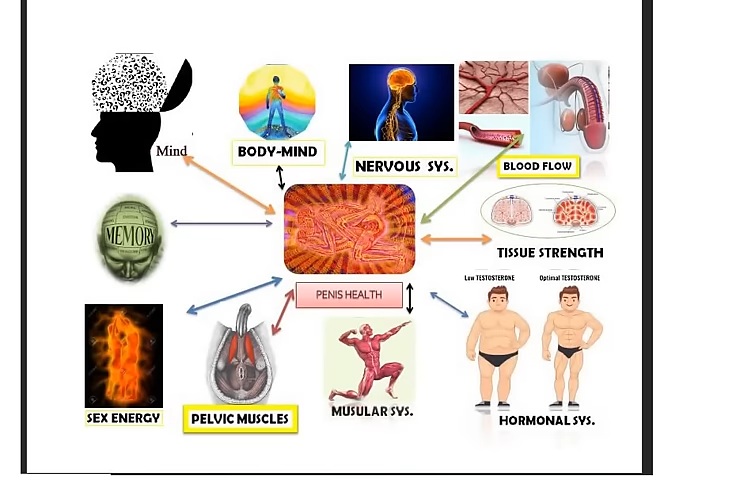 Mind
BODY-MIND
NERVOUS SYS.
BLOOD FLOW
MEMORY
TISSUE STRENGTH
PENIS HEALTH
Low TESTOSTERONE
Optimal TESTOSTERONE
SEX ENERGY
PELVIC MUSCLES
MUSULAR SYS.
HORMONAL SYS.